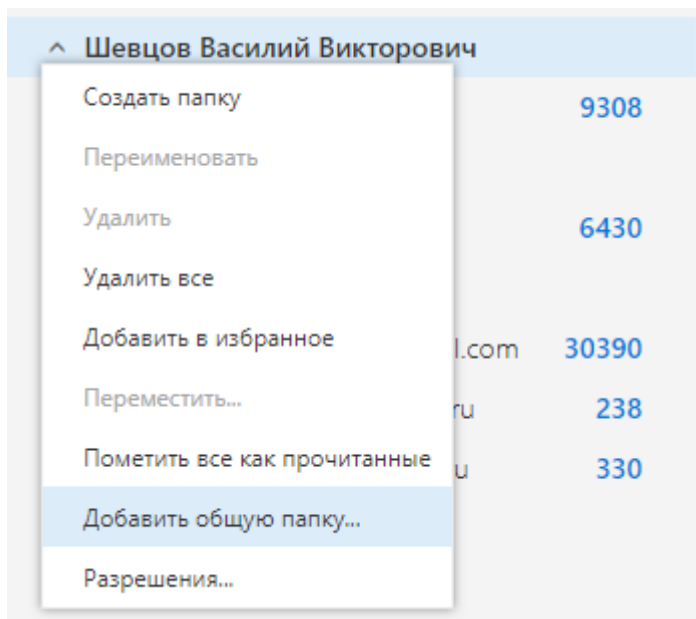 Шевцов Василий Викторович
Создать папку
9308
Переименовать
Удалить
6430
Удалить все
Добавить в избранное
l.com 30390
Переместить...
ru 238
Пометить все как прочитанные
u 330
Добавить общую папку...
Разрешения...